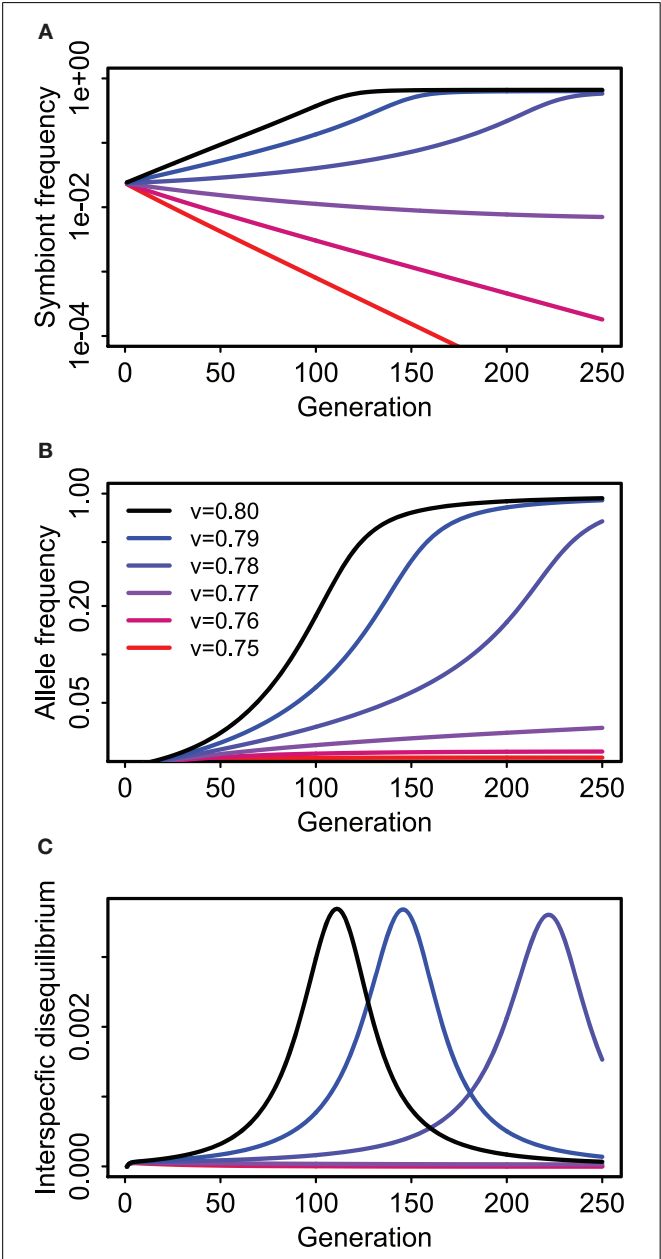 A
Symbiont frequency
1e+00
1e-02
1e-04
0 50 100 150 200 250
Generation
B
Allele frequency
1.00
0.20
0.05
v=0.80
v=0.79
v=0.78
v=0.77
v=0.76
v=0.75
0 50 100 150 200 250
Generation
C
Interspecfic disequilibrium
0.002
0.000
0 50 100 150 200 250
Generation